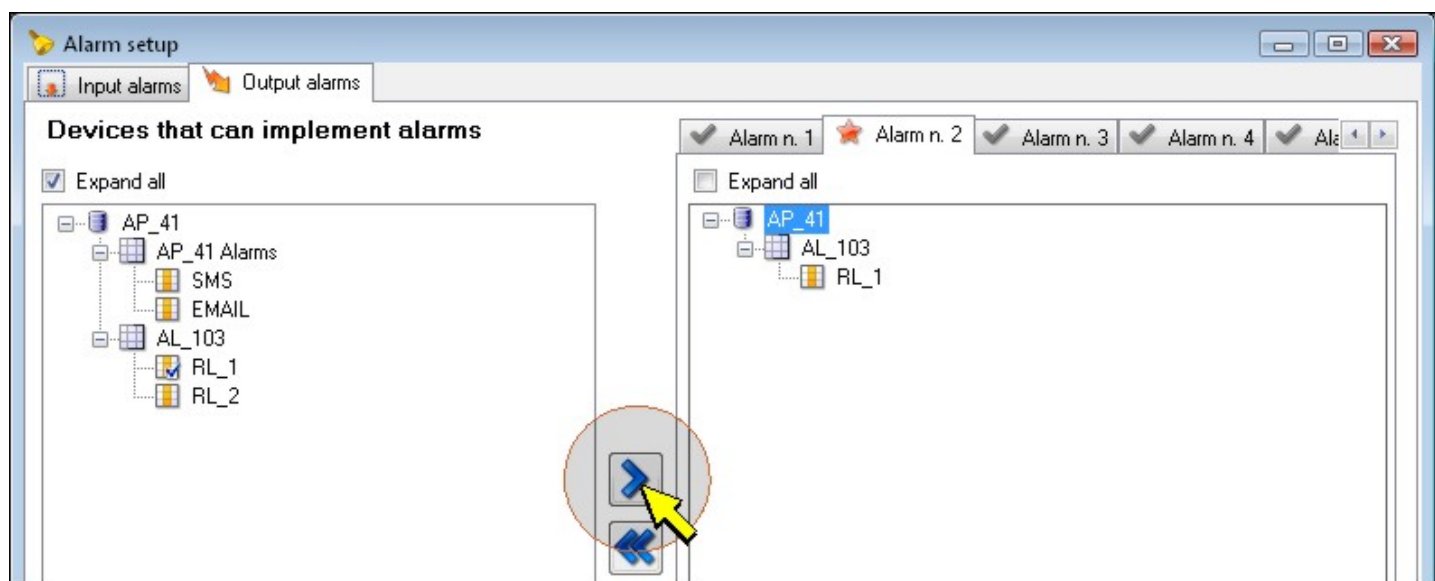 Alarm setup
Input alarms
Output alarms
Devices that can implement alarms
Expand all
AP_41
AP_41 Alarms
SMS
EMAIL
AL_103
RL_1
RL_2
Alarm n. 1
Alarm n. 2
Alarm n. 3
Alarm n. 4
Expand all
AP_41
AL_103
RL_1